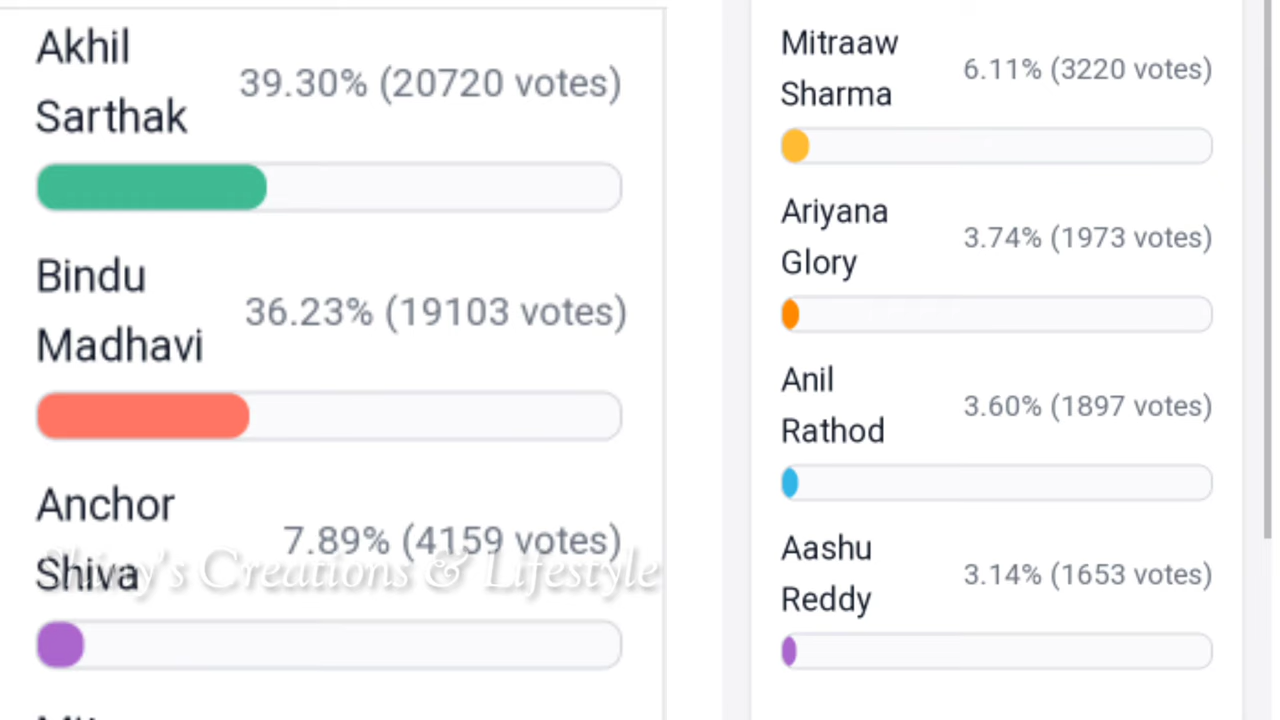 Akhil
Sarthak
39.30% (20720 votes)
Bindu
Madhavi
36.23% (19103 votes)
Anchor
Shiva
7.89% (4159 votes)
Creations & Lifestyle
Mitraaw
Sharma
6.11% (3220 votes)
Ariyana
Glory
3.74% (1973 votes)
Anil
Rathod
3.60% (1897 votes)
Aashu
Reddy
3.14% (1653 votes)